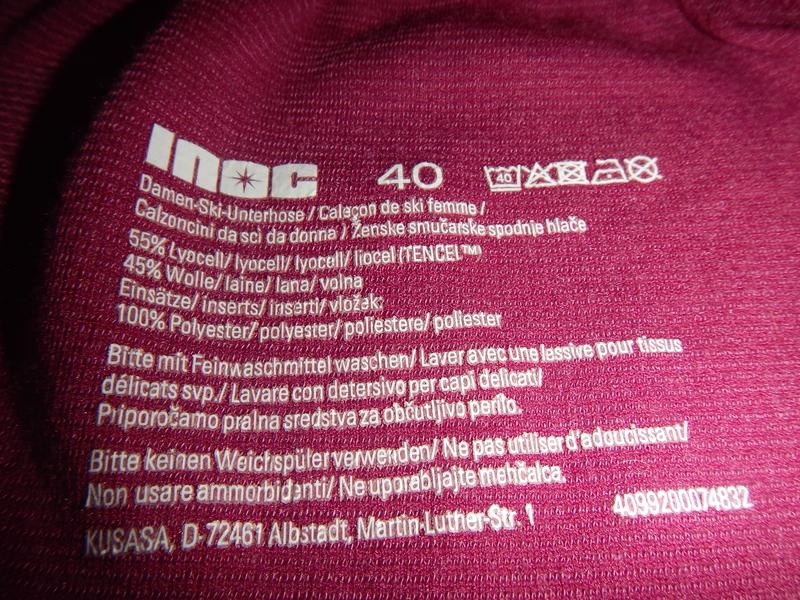 inoc 40
Damen-Ski-Unterhose / Caleçon de ski femme /
Calzoncini da sci da donna / Ženske smučarske spodnje hlače
55% Lyocell/ lyocell/ lyocell/ liocel (TENCEL™)
45% Wolle/ laine/ lana/ volna
Einsätze/ inserts/ inserti/ vložek:
100% Polyester/ polyester/ poliestere/ poliester
Bitte mit Feinwaschmittel waschen/ Laver avec une lessive pour tissus
délicats svp./ Lavare con detersivo per capi delicati/
Priporočamo pralna sredstva za občutljivo perilo.
Bitte keinen Weichspüler verwenden/ Ne pas utiliser d'adoucissant/
Non usare ammorbidanti/ Ne uporabljajte mehčalca.
KUSASA, D-72461 Albstadt, Martin-Luther-Str. 1 4099200074832